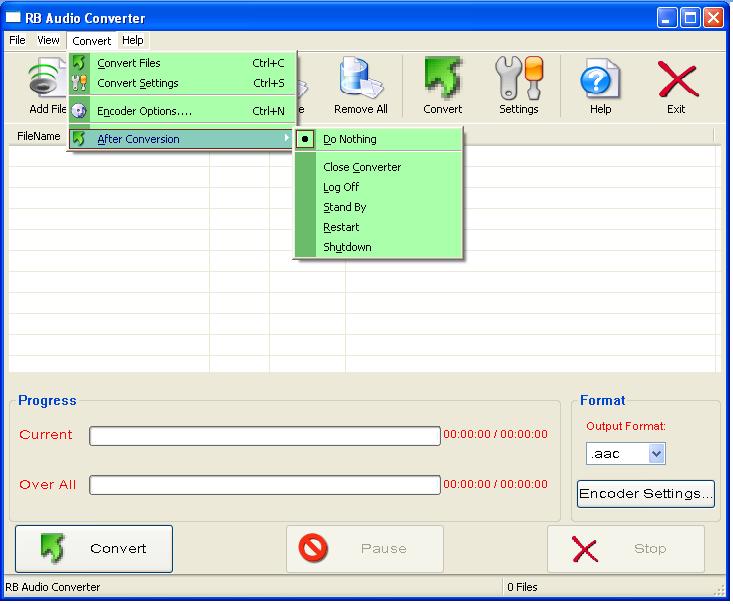 RB Audio Converter
File View Convert Help
Convert Files Ctrl+C
Convert Settings Ctrl+S
Encoder Options.... Ctrl+N
After Conversion
Do Nothing
Close Converter
Log Off
Stand By
Restart
Shutdown
Add File
Remove All
Convert
Settings
Help
Exit
FileName
Progress
Current 00:00:00 / 00:00:00
Over All 00:00:00 / 00:00:00
Format
Output Format:
.aac
Encoder Settings...
Convert
Pause
Stop
RB Audio Converter
0 Files